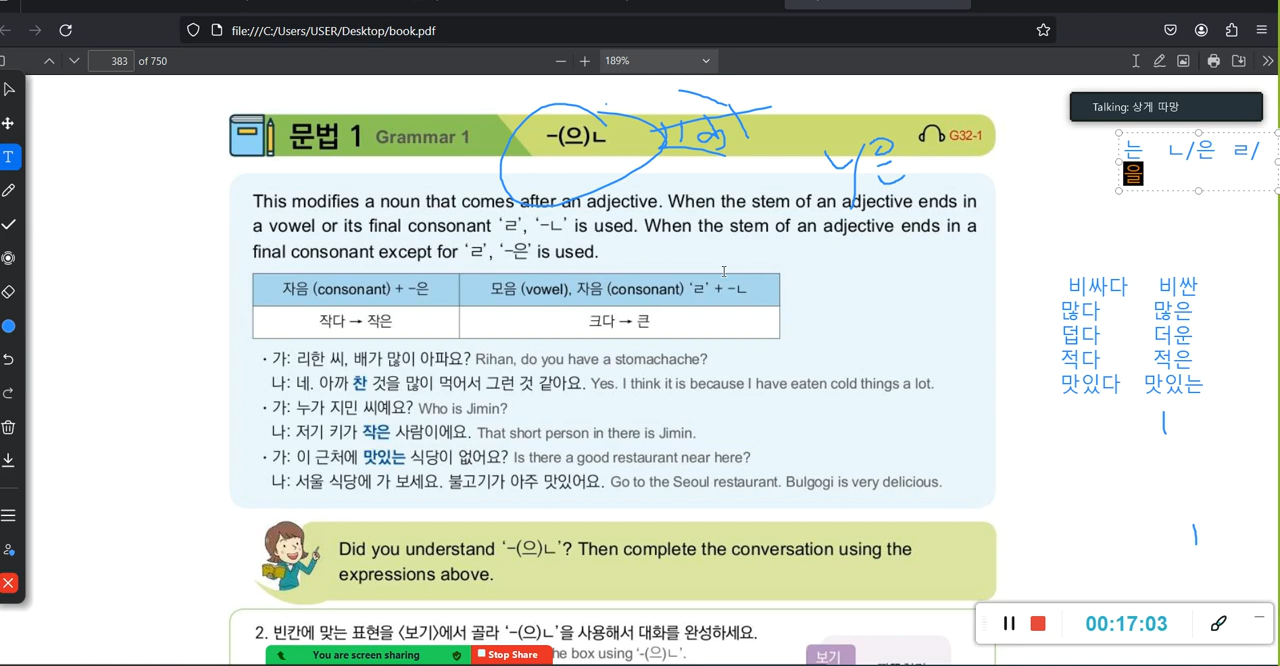 file:///C:/Users/USER/Desktop/book.pdf
383 of 750
189%
Talking: 상게 따망
문법 1 Grammar 1
-(으)ㄴ
G32-1
ㄴ/은
는 ㄴ/은 ㄹ/
을
This modifies a noun that comes after an adjective. When the stem of an adjective ends in
a vowel or its final consonant ‘ㄹ’, ‘-ㄴ’ is used. When the stem of an adjective ends in a
final consonant except for ‘ㄹ’, ‘-은’ is used.
자음 (consonant) + -은
모음 (vowel), 자음 (consonant) ‘ㄹ’ + -ㄴ
작다 → 작은
크다 → 큰
· 가: 리한 씨, 배가 많이 아파요? Rihan, do you have a stomachache?
나: 네. 아까 찬 것을 많이 먹어서 그런 것 같아요. Yes. I think it is because I have eaten cold things a lot.
· 가: 누가 지민 씨예요? Who is Jimin?
나: 저기 키가 작은 사람이에요. That short person in there is Jimin.
· 가: 이 근처에 맛있는 식당이 없어요? Is there a good restaurant near here?
나: 서울 식당에 가 보세요. 불고기가 아주 맛있어요. Go to the Seoul restaurant. Bulgogi is very delicious.
비싸다 비싼
많다 많은
덥다 더운
적다 적은
맛있다 맛있는
Did you understand ‘-(으)ㄴ’? Then complete the conversation using the
expressions above.
2. 빈칸에 맞는 표현을 〈보기〉에서 골라 ‘-(으)ㄴ’을 사용해서 대화를 완성하세요.
he box using ‘-(으)ㄴ’.
보기
You are screen sharing
Stop Share
00:17:03